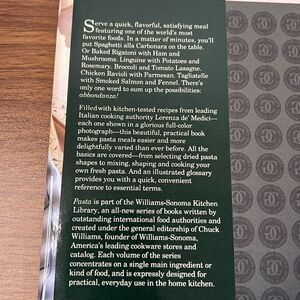 Serve a quick, flavorful, satisfying meal
featuring one of the world's most
favorite foods. In a matter of minutes, you'll
put Spaghetti alla Carbonara on the table.
Or Baked Rigatoni with Ham and
Mushrooms. Linguine with Potatoes and
Rosemary, Broccoli and Tomato Lasagne.
Chicken Ravioli with Parmesan. Tagliatelle
with Smoked Salmon and Fennel. There's
only one word to sum up the possibilities:
abbondanza!
Filled with kitchen-tested recipes from leading
Italian cooking authority Lorenza de' Medici—
each one shown in a glorious full-color
photograph—this beautiful, practical book
makes pasta meals easier and more
delightfully varied than ever before. All the
basics are covered—from selecting dried pasta
shapes to mixing, shaping and cooking your
own fresh pasta. And an illustrated glossary
provides you with a quick, convenient
reference to essential terms.
Pasta is part of the Williams-Sonoma Kitchen
Library, an all-new series of books written by
outstanding international food authorities and
created under the general editorship of Chuck
Williams, founder of Williams-Sonoma,
America's leading cookware stores and
catalog. Each volume of the series
concentrates on a single main ingredient or
kind of food, and is expressly designed for
practical, everyday use in the home kitchen.